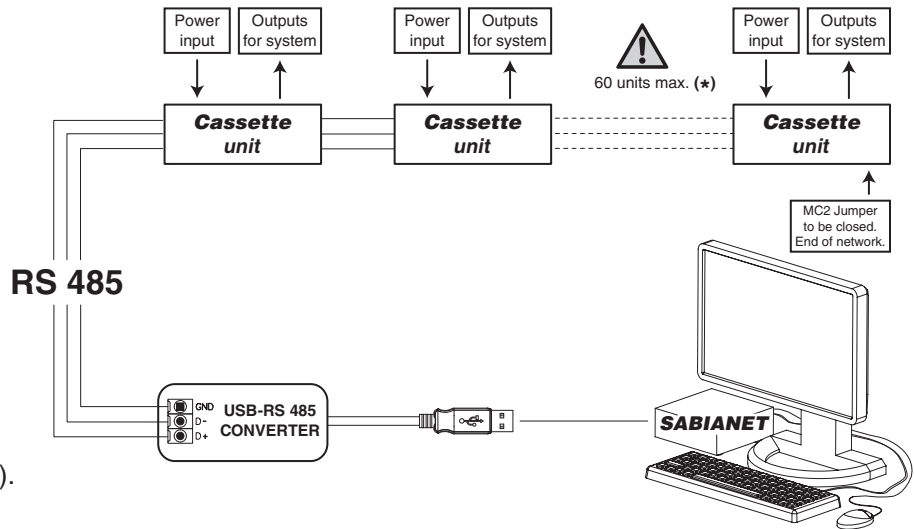 Power
input
Outputs
for system
Power
input
Outputs
for system
60 units max. (*)
Power
input
Outputs
for system
Cassette
unit
Cassette
unit
Cassette
unit
MC2 Jumper
to be closed.
End of network.
RS 485
GND
D-
D+
USB-RS 485
CONVERTER
SABIANET
).